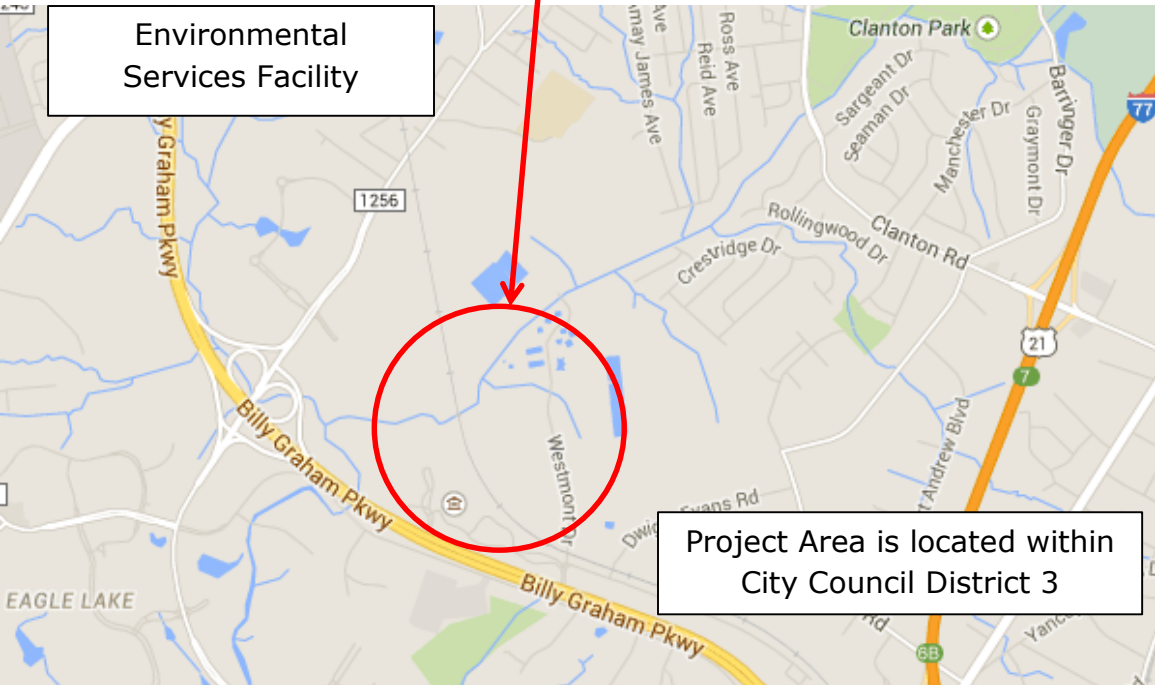 Environmental
Services Facility
Clanton Park
Ross Ave
Reid Ave
James Ave
Ave
Sargeant Dr
Seaman Dr
Manchester Dr
Barringer Dr
Graymont Dr
77
Graham Pkwy
1256
Rollingwood Dr
Clanton Rd
Crestridge Dr
21
7
Billy Graham Pkwy
Westmont Dr
Andrew Blvd
Evans Rd
Project Area is located within
City Council District 3
EAGLE LAKE
Billy Graham Pkwy
Rd
6B